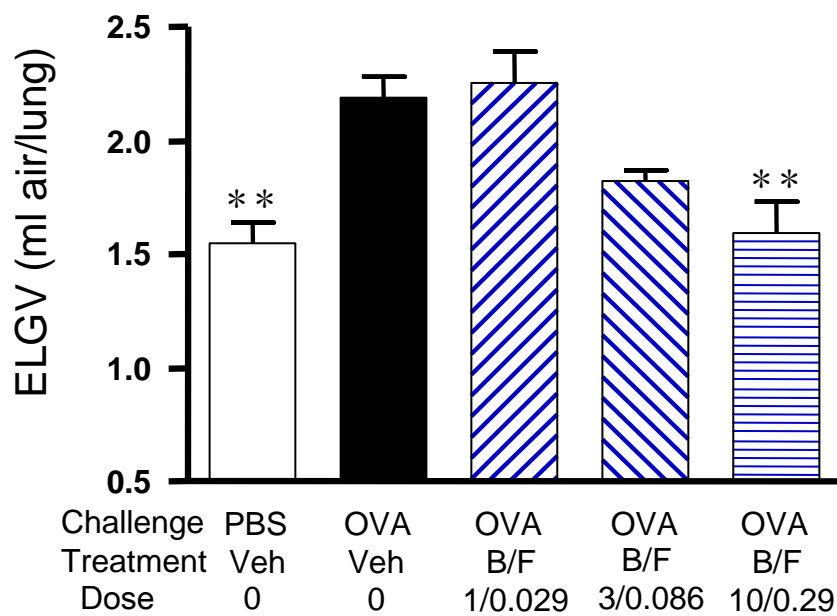 ELGV (ml air/lung)
2.5
2.0
1.5
1.0
0.5
**
**
Challenge PBS OVA OVA OVA OVA
Treatment Veh Veh B/F B/F B/F
Dose 0 0 1/0.029 3/0.086 10/0.29